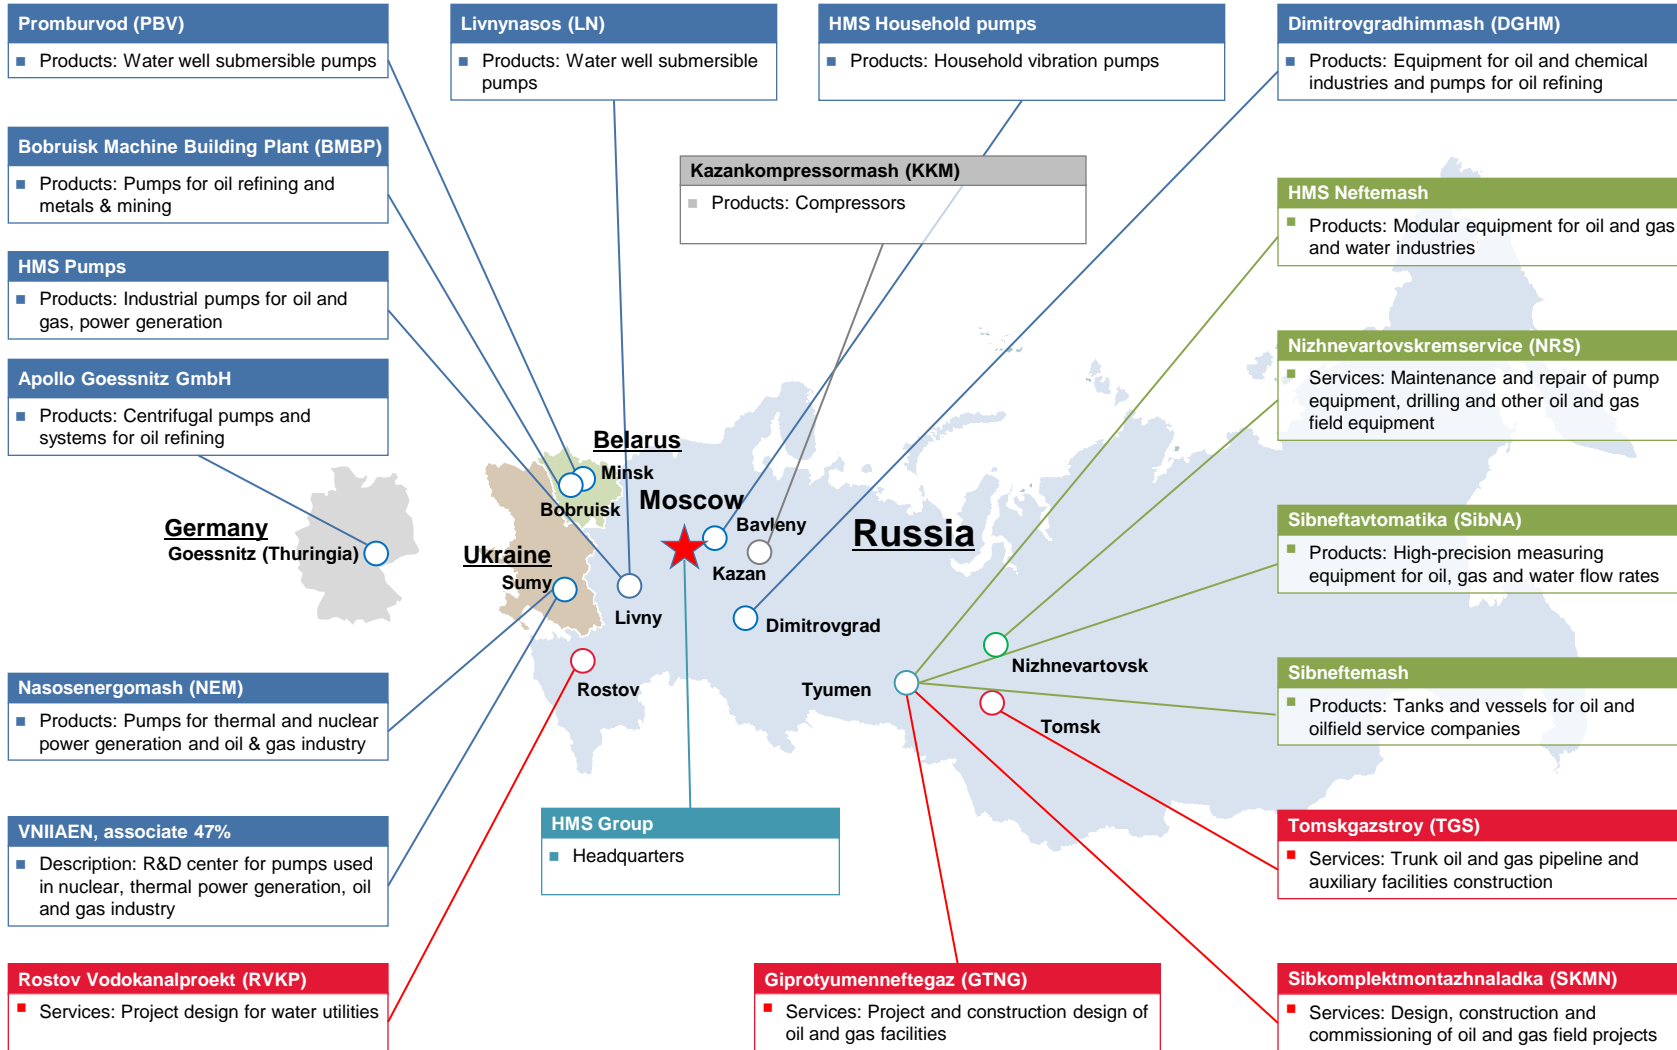 Promburvod (PBV)
Products: Water well submersible pumps
Livnynasos (LN)
Products: Water well submersible
pumps
HMS Household pumps
Products: Household vibration pumps
Dimitrovgradhimmash (DGHM)
Products: Equipment for oil and chemical
industries and pumps for oil refining
Bobruisk Machine Building Plant (BMBP)
Products: Pumps for oil refining and
metals & mining
Kazankompressormash (KKM)
Products: Compressors
HMS Neftemash
Products: Modular equipment for oil and gas
and water industries
HMS Pumps
Products: Industrial pumps for oil and
gas, power generation
Nizhnevartovskremservice (NRS)
Services: Maintenance and repair of pump
equipment, drilling and other oil and gas
field equipment
Apollo Goessnitz GmbH
Products: Centrifugal pumps and
systems for oil refining
Belarus
Minsk
Bobruisk
Moscow
Bavleny
Kazan
Russia
Germany
Goessnitz (Thuringia)
Ukraine
Sumy
Livny
Dimitrovgrad
Sibneftavtomatika (SibNA)
Products: High-precision measuring
equipment for oil, gas and water flow rates
Rostov
Tyumen
Nizhnevartovsk
Tomsk
Nasosenergomash (NEM)
Products: Pumps for thermal and nuclear
power generation and oil & gas industry
Sibneftemash
Products: Tanks and vessels for oil and
oilfield service companies
VNIIAEN, associate 47%
Description: R&D center for pumps used
in nuclear, thermal power generation, oil
and gas industry
HMS Group
Headquarters
Tomskgazstroy (TGS)
Services: Trunk oil and gas pipeline and
auxiliary facilities construction
Rostov Vodokanalproekt (RVKP)
Services: Project design for water utilities
Giprotyumenneftegaz (GTNG)
Services: Project and construction design of
oil and gas facilities
Sibkomplektmontazhnaladka (SKMN)
Services: Design, construction and
commissioning of oil and gas field projects